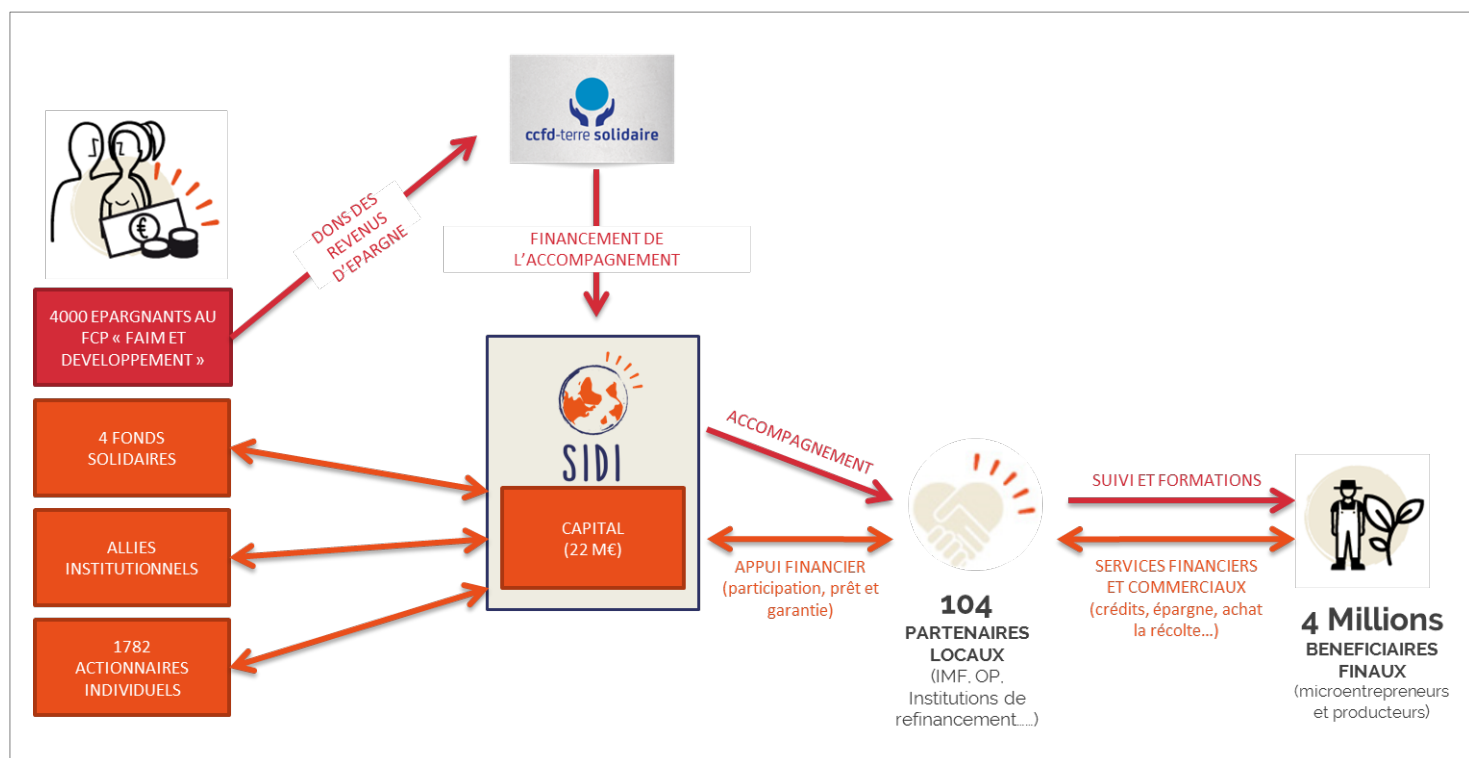 ccfd-terre solidaire
DONS DES
REVENUS
D'EPARGNE
FINANCEMENT DE
L'ACCOMPAGNEMENT
4000 EPARGNANTS AU
FCP « FAIM ET
DEVELOPPEMENT »
4 FONDS
SOLIDAIRES
ALLIES
INSTITUTIONNELS
1782
ACTIONNAIRES
INDIVIDUELS
SIDI
CAPITAL
(22 M€)
ACCOMPAGNEMENT
APPUI FINANCIER
(participation, prêt et
garantie)
104
PARTENAIRES
LOCAUX
(IMF, OP,
Institutions de
refinancement......)
SUIVI ET FORMATIONS
SERVICES FINANCIERS
ET COMMERCIAUX
(crédits, épargne, achat
la récolte...)
4 Millions
BENEFICIAIRES
FINAUX
(microentrepreneurs
et producteurs)
€